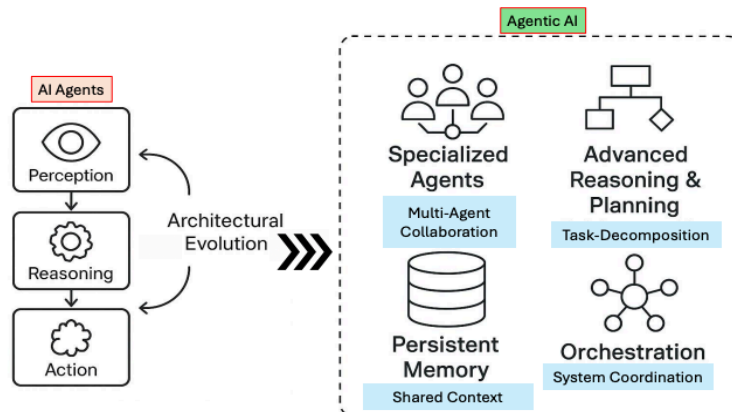 Agentic AI
AI Agents
Perception
Reasoning
Action
Architectural
Evolution
Specialized
Agents
Multi-Agent
Collaboration
Advanced
Reasoning &
Planning
Task-Decomposition
Persistent
Memory
Shared Context
Orchestration
System Coordination